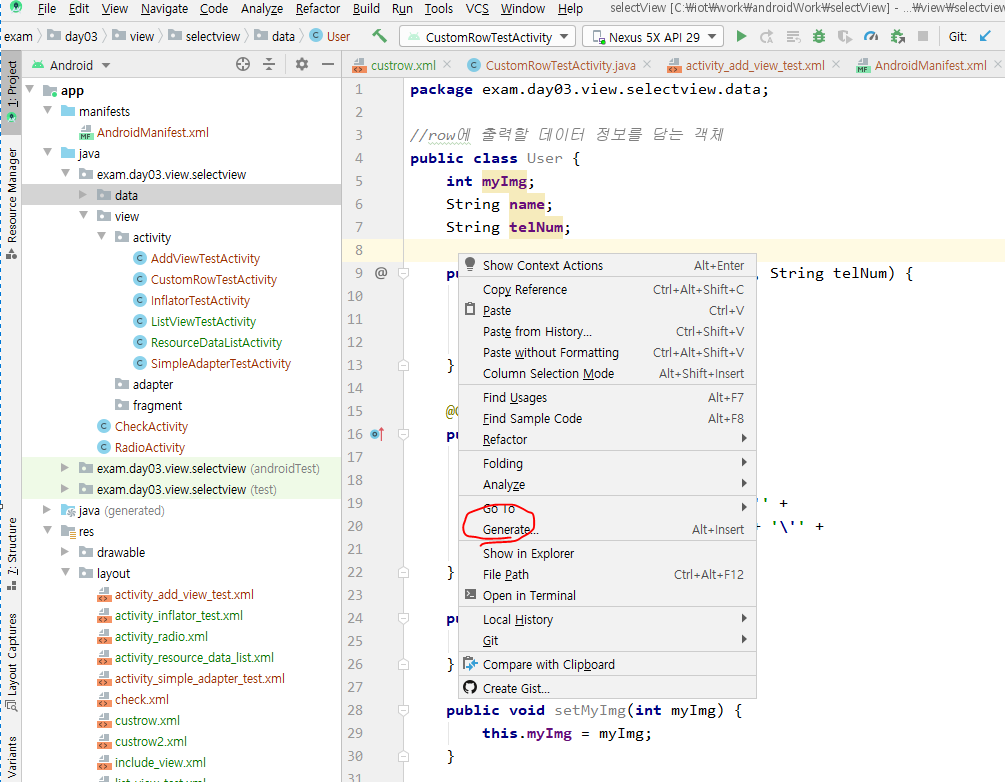 File Edit View Navigate Code Analyze Refactor Build Run Tools VCS Window Help selectView [C:₩iot₩work₩androidWork₩selectView] - ...₩view₩selectview
exam day03 view selectview data User CustomRowTestActivity Nexus 5X API 29 Git:
1: Project
Resource Manager
7: Structure
Layout Captures
Variants
Android
app
manifests
AndroidManifest.xml
java
exam.day03.view.selectview
data
view
activity
AddViewTestActivity
CustomRowTestActivity
InflatorTestActivity
ListViewTestActivity
ResourceDataListActivity
SimpleAdapterTestActivity
adapter
fragment
CheckActivity
RadioActivity
exam.day03.view.selectview (androidTest)
exam.day03.view.selectview (test)
java (generated)
res
drawable
layout
activity_add_view_test.xml
activity_inflator_test.xml
activity_radio.xml
activity_resource_data_list.xml
activity_simple_adapter_test.xml
check.xml
custrow.xml
custrow2.xml
include_view.xml
list_view_test.xml
custrow.xml CustomRowTestActivity.java activity_add_view_test.xml AndroidManifest.xml
1 package exam.day03.view.selectview.data;
2
3 //row에 출력할 데이터 정보를 담는 객체
4 public class User {
5 int myImg;
6 String name;
7 String telNum;
8
9 @ , String telNum) {
10
11
12
13 }
14
15
16
17
18
19 '' +
20 + '\'' +
21
22 }
23
24
25
26 }
27
28 public void setMyImg(int myImg) {
29 this.myImg = myImg;
30 }
31
Show Context Actions Alt+Enter
Copy Reference Ctrl+Alt+Shift+C
Paste Ctrl+V
Paste from History... Ctrl+Shift+V
Paste without Formatting Ctrl+Alt+Shift+V
Column Selection Mode Alt+Shift+Insert
Find Usages Alt+F7
Find Sample Code Alt+F8
Refactor
Folding
Analyze
Go To
Generate... Alt+Insert
Show in Explorer
File Path Ctrl+Alt+F12
Open in Terminal
Local History
Git
Compare with Clipboard
Create Gist...